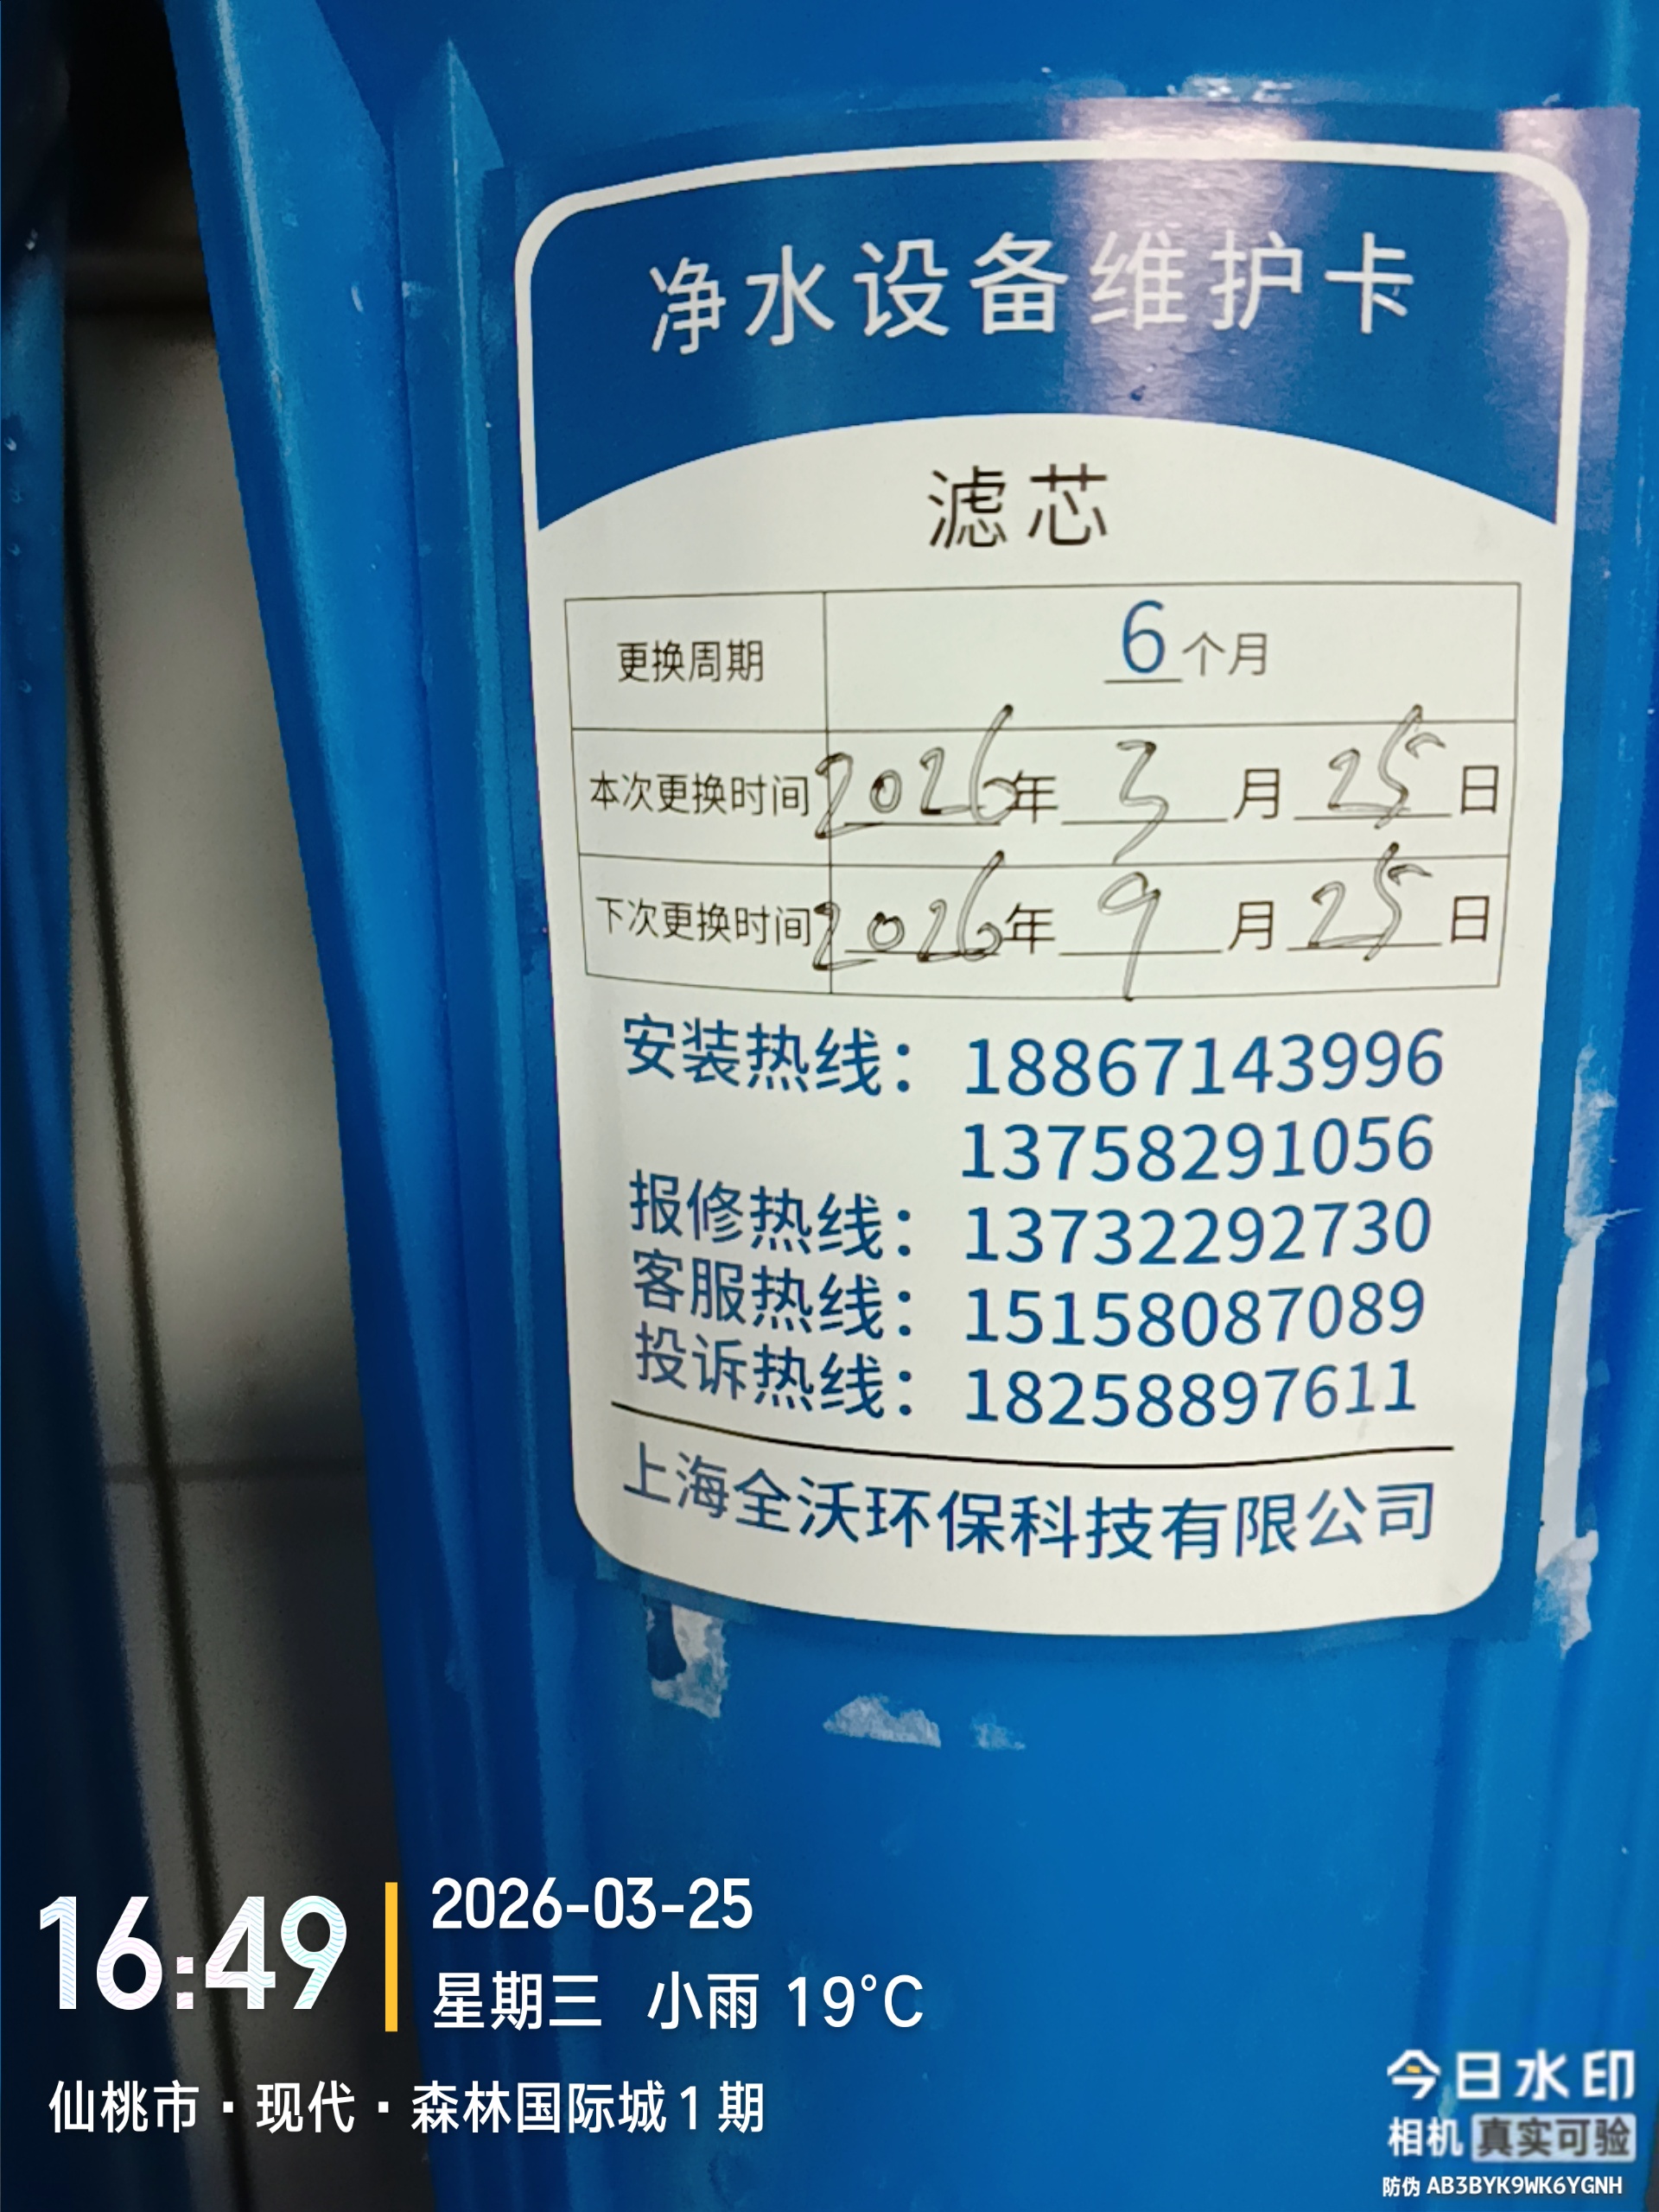 净水设备维护卡
滤芯
更换周期 6个月
本次更换时间 2026年 3月 25日
下次更换时间 2026年 9月 25日
安装热线：18867143996
13758291056
报修热线：13732292730
客服热线：15158087089
投诉热线：18258897611
上海全沃环保科技有限公司
16:49
2026-03-25
星期三 小雨 19°C
仙桃市·现代·森林国际城1期
今日水印
相机 真实可验
防伪 AB3BYK9WK6YGNH